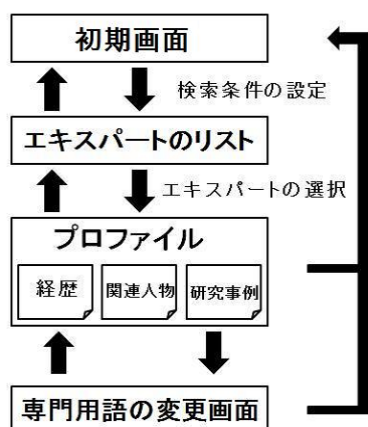 初期画面
検索条件の設定
エキスパートのリスト
エキスパートの選択
プロファイル
経歴 関連人物 研究事例
専門用語の変更画面